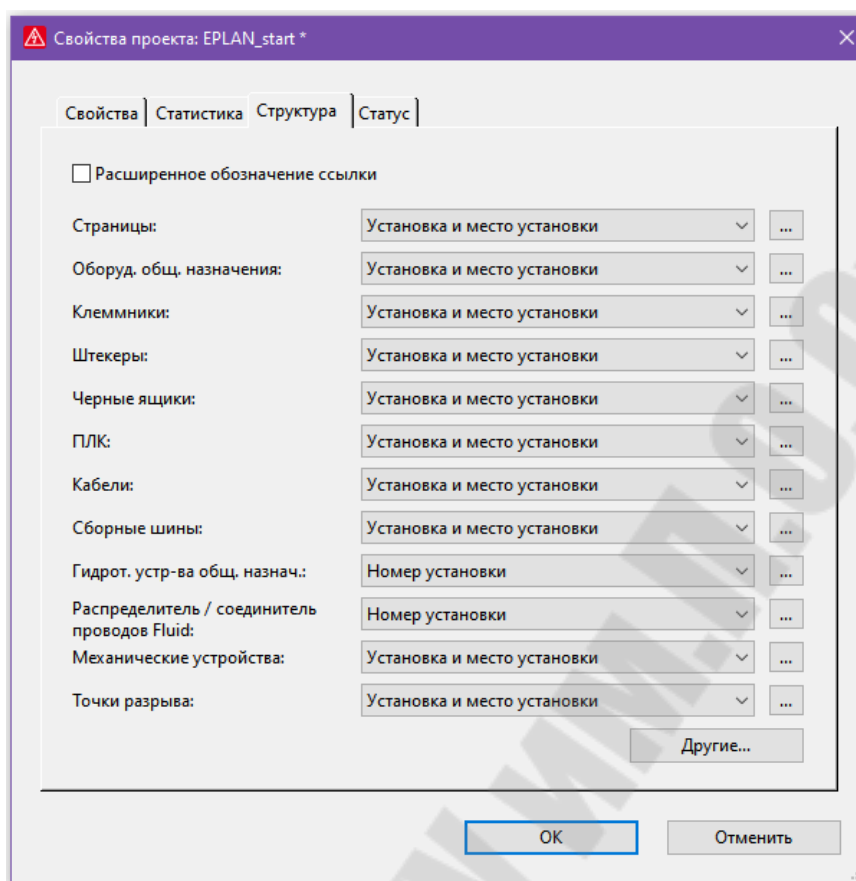 Свойства проекта: EPLAN_start *
Свойства Статистика Структура Статус
Расширенное обозначение ссылки
Страницы: Установка и место установки ...
Оборуд. общ. назначения: Установка и место установки ...
Клеммники: Установка и место установки ...
Штекеры: Установка и место установки ...
Черные ящики: Установка и место установки ...
ПЛК: Установка и место установки ...
Кабели: Установка и место установки ...
Сборные шины: Установка и место установки ...
Гидрот. устр-ва общ. назнач.: Номер установки ...
Распределитель / соединитель
проводов Fluid: Номер установки ...
Механические устройства: Установка и место установки ...
Точки разрыва: Установка и место установки ...
Другие...
ОК Отменить